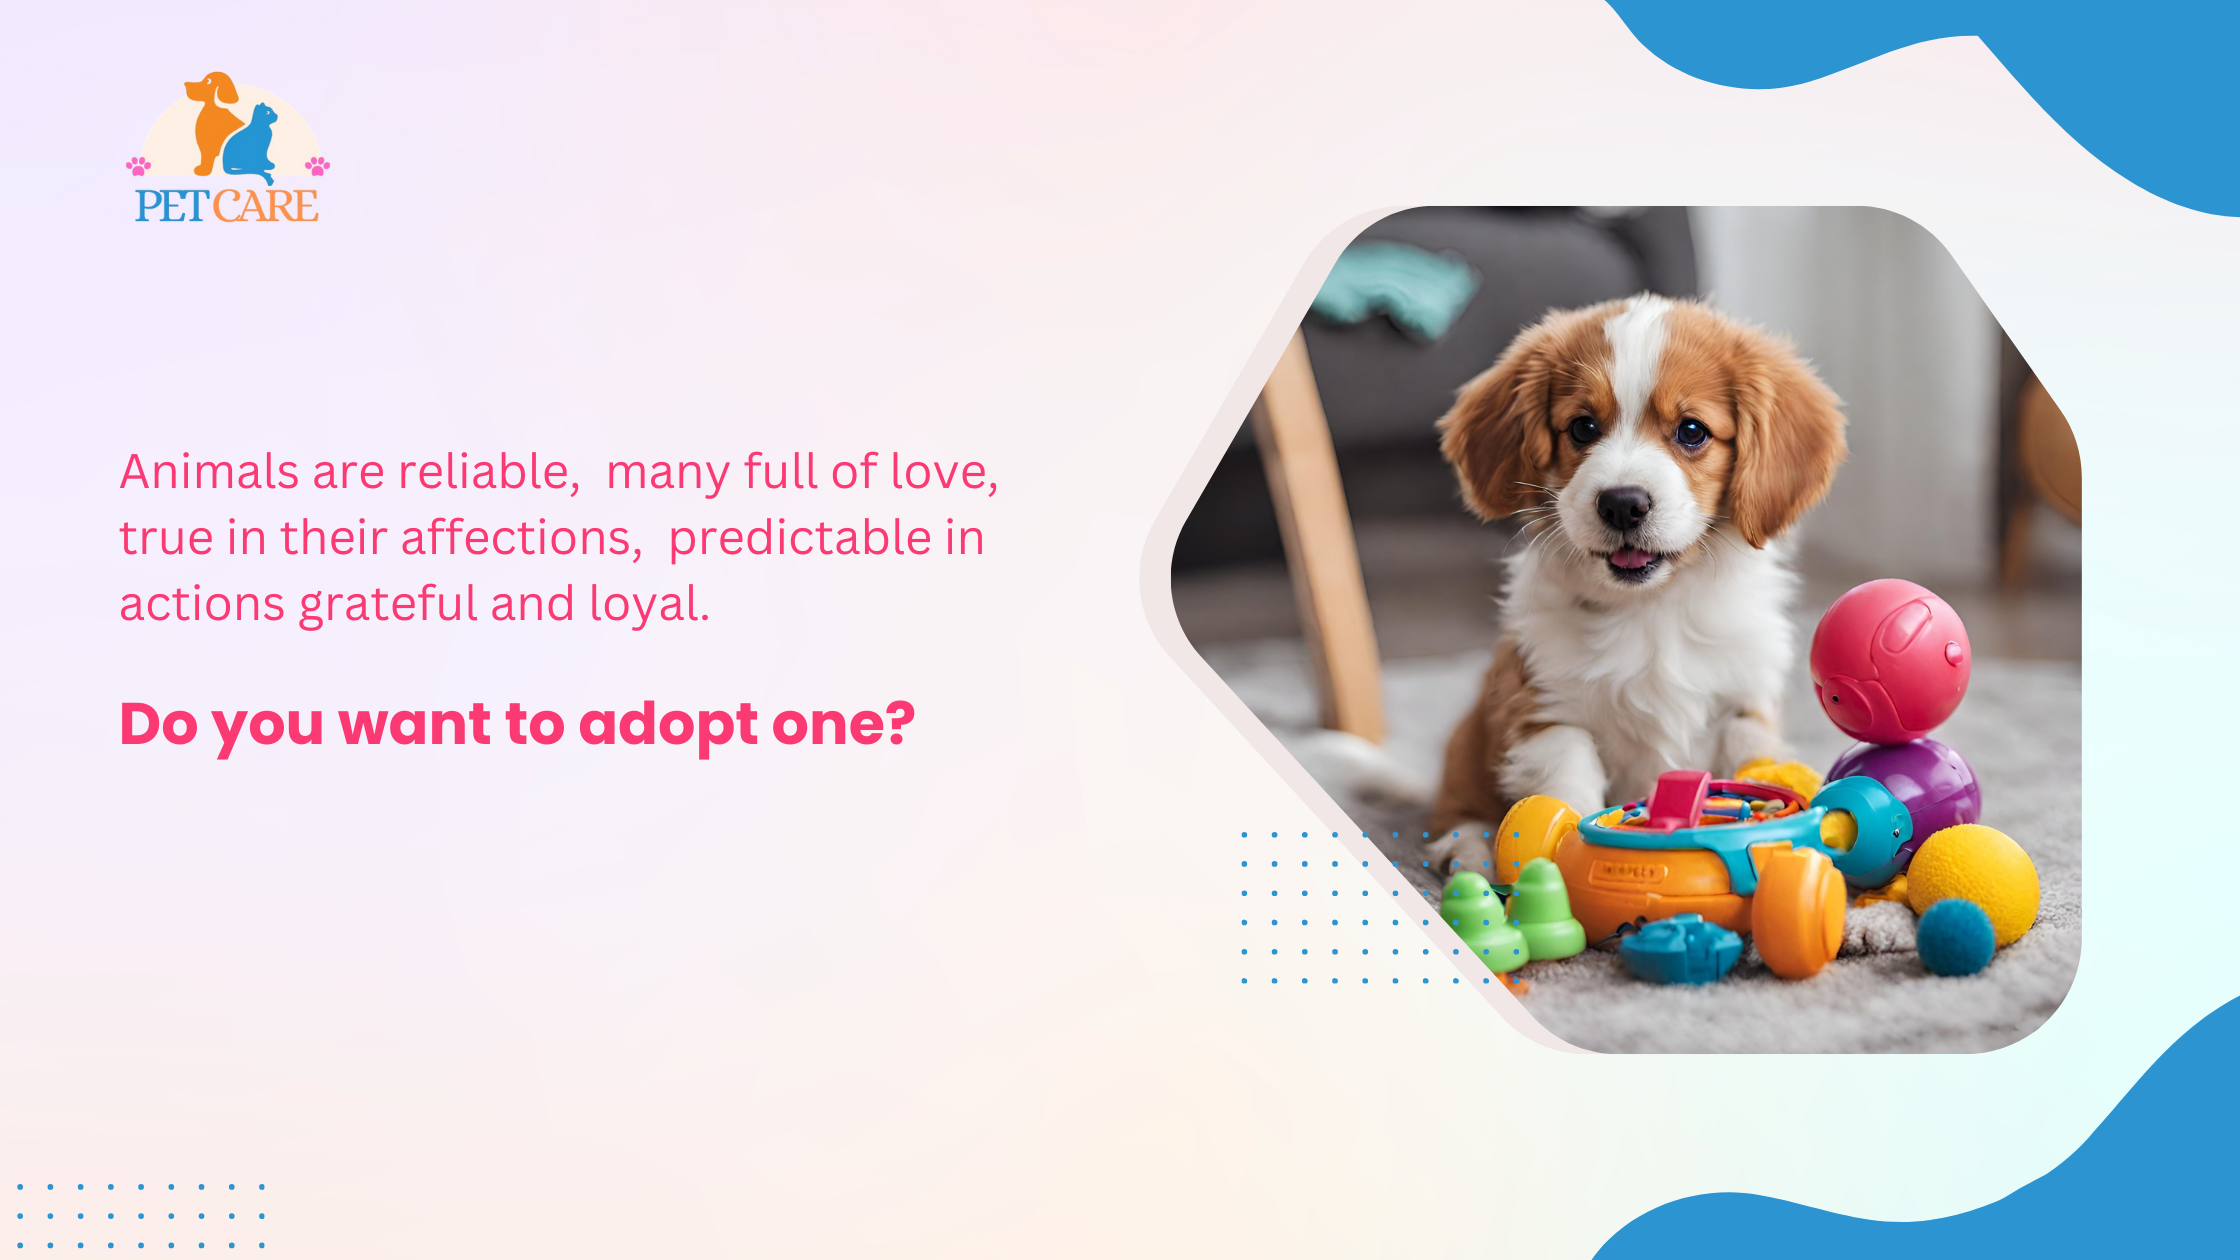 PETCARE
Animals are reliable,  many full of love,
true in their affections,  predictable in
actions grateful and loyal.
Do you want to adopt one?